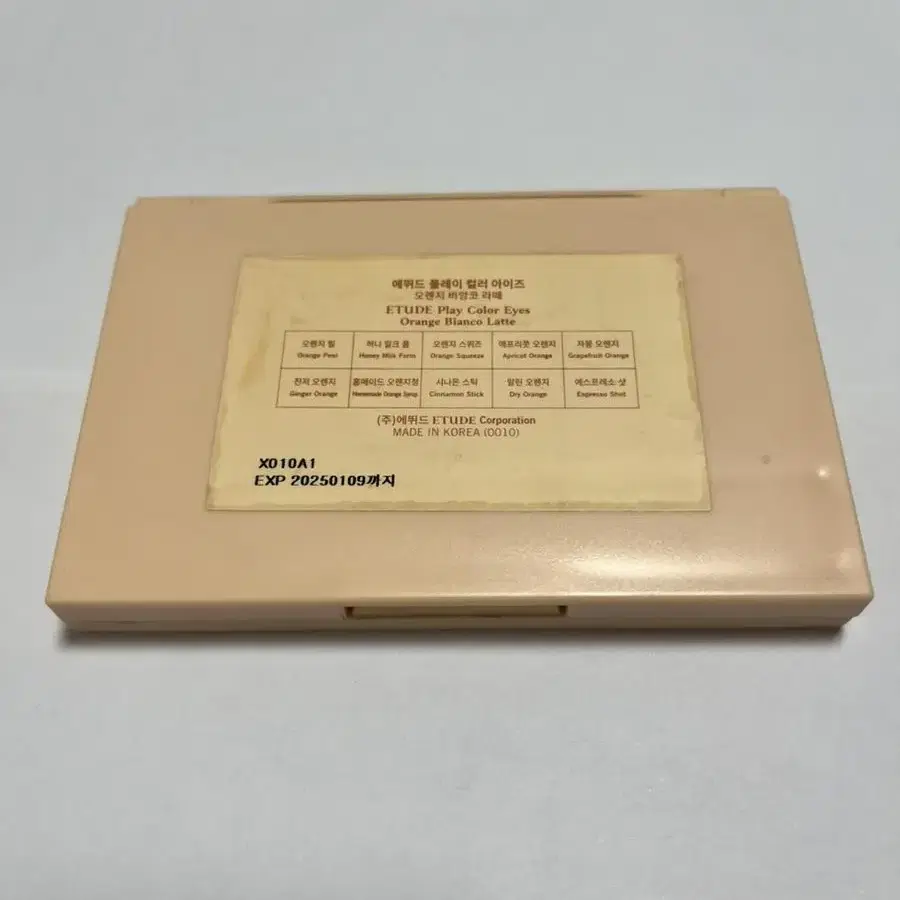 에뛰드 플레이 컬러 아이즈
오렌지 비앙코 라떼
ETUDE Play Color Eyes
Orange Bianco Latte
오렌지 필 허니 밀크 폼 오렌지 스퀴즈 애프리콧 오렌지 자몽 오렌지
Orange Peel Honey Milk Form Orange Squeeze Apricot Orange Grapefruit Orange
진저 오렌지 홈메이드 오렌지청 시나몬 스틱 말린 오렌지 에스프레소 샷
Ginger Orange Homemade Orange Syrup Cinnamon Stick Dry Orange Espresso Shot
(주)에뛰드 ETUDE Corporation
MADE IN KOREA (0010)
X010A1
EXP 20250109까지